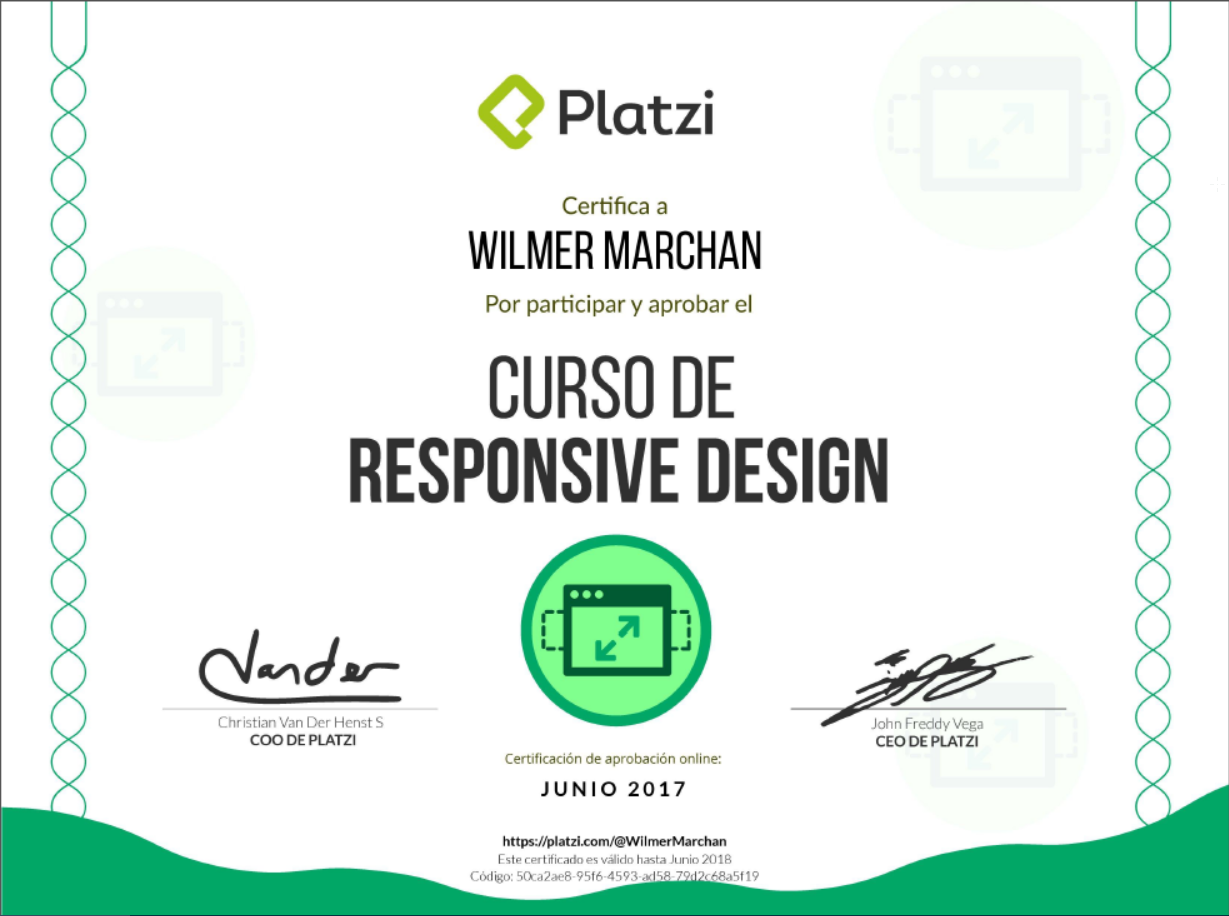 Platzi
Certifica a
WILMER MARCHAN
Por participar y aprobar el
CURSO DE
RESPONSIVE DESIGN
Vander
Christian Van Der Henst S
COO DE PLATZI
John Freddy Vega
CEO DE PLATZI
Certificación de aprobación online:
JUNIO 2017
https://platzi.com/@WilmerMarchan
Este certificado es válido hasta Junio 2018
Código: 50ca2ae8-95f6-4593-ad58-79d2c68a5f19